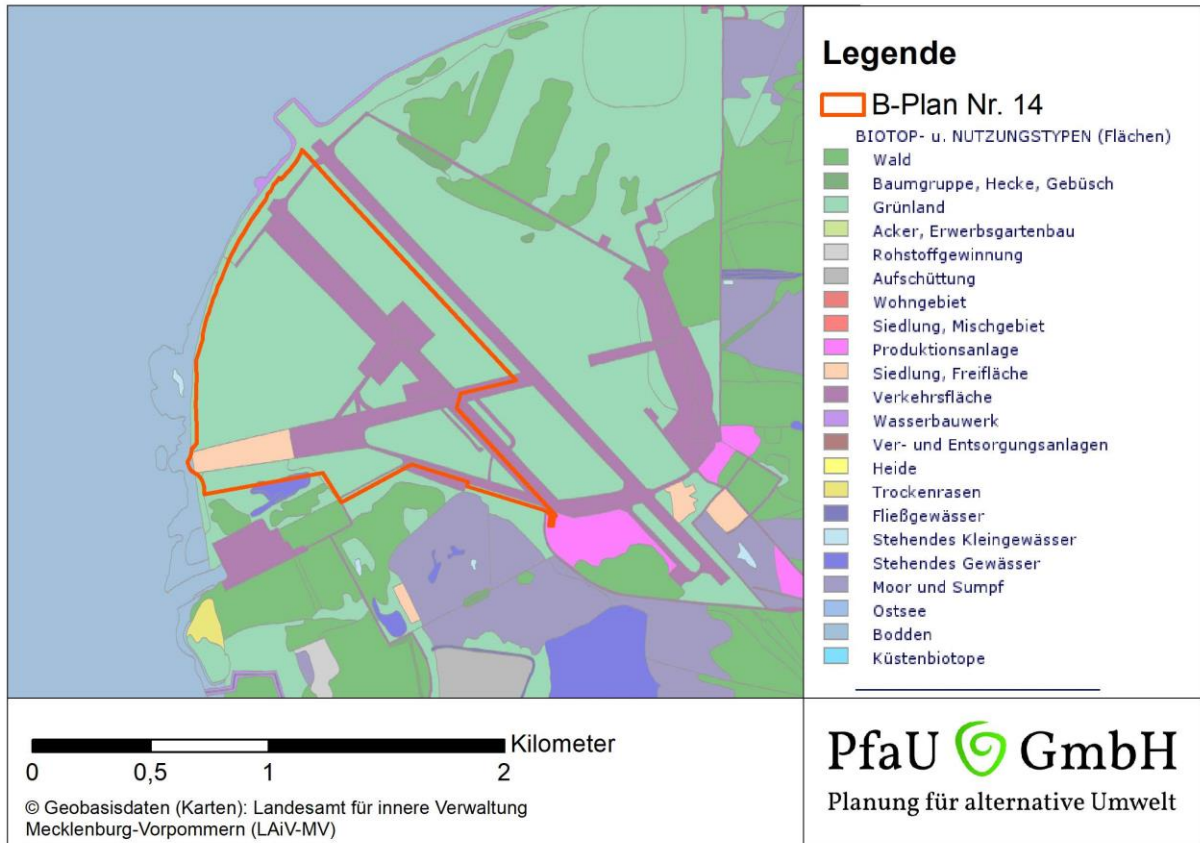 Legende
B-Plan Nr. 14
BIOTOP- u. NUTZUNGSTYPEN (Flächen)
Wald
Baumgruppe, Hecke, Gebüsch
Grünland
Acker, Erwerbsgartenbau
Rohstoffgewinnung
Aufschüttung
Wohngebiet
Siedlung, Mischgebiet
Produktionsanlage
Siedlung, Freifläche
Verkehrsfläche
Wasserbauwerk
Ver- und Entsorgungsanlagen
Heide
Trockenrasen
Fließgewässer
Stehendes Kleingewässer
Stehendes Gewässer
Moor und Sumpf
Ostsee
Bodden
Küstenbiotope
Kilometer
0 0,5 1 2
© Geobasisdaten (Karten): Landesamt für innere Verwaltung
Mecklenburg-Vorpommern (LAiV-MV)
PfaU GmbH
Planung für alternative Umwelt